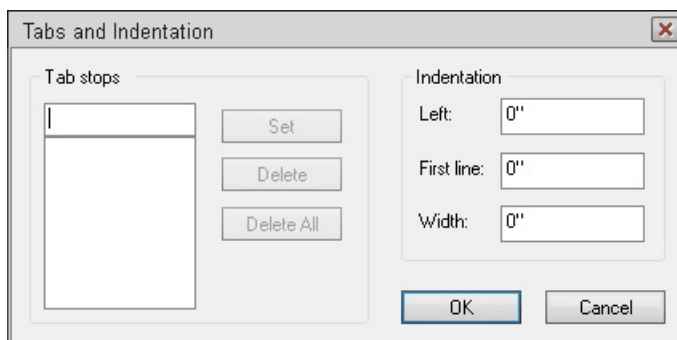 Tabs and Indentation
Tab stops
Set
Delete
Delete All
Indentation
Left: 0"
First line: 0"
Width: 0"
OK Cancel